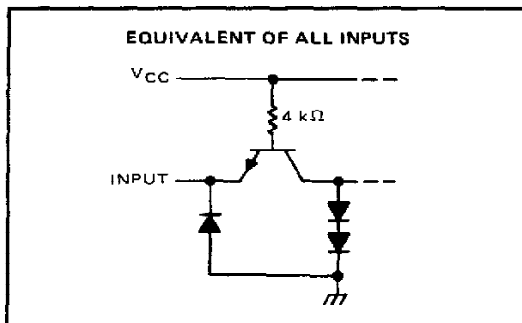 EQUIVALENT OF ALL INPUTS
VCC
4 kΩ
INPUT